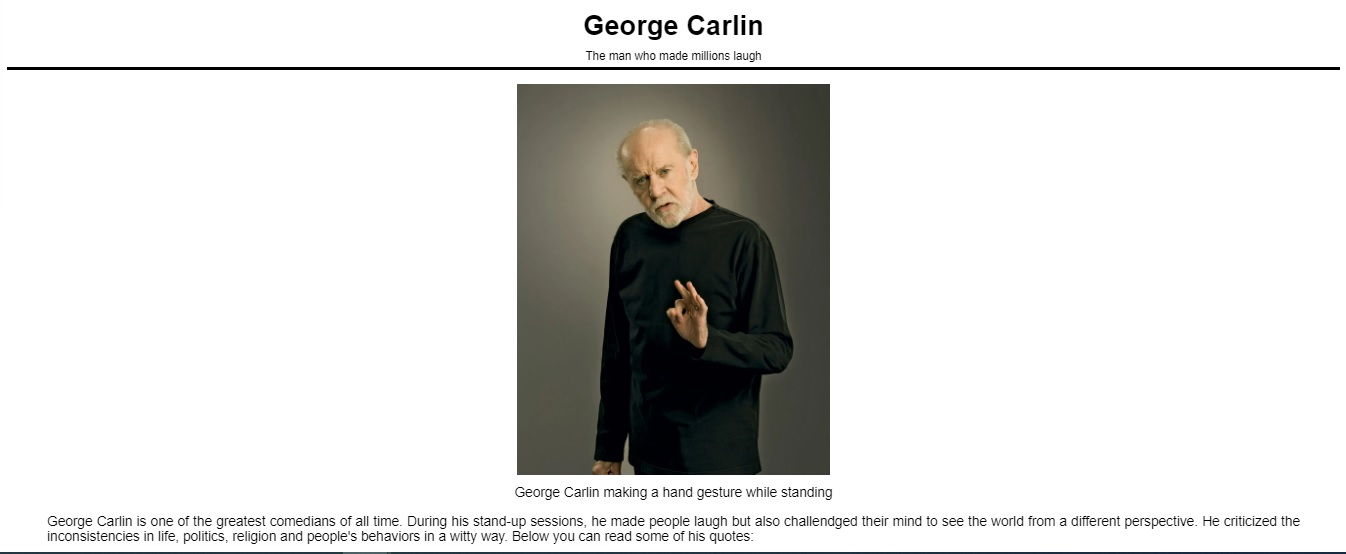 George Carlin
The man who made millions laugh
George Carlin making a hand gesture while standing
George Carlin is one of the greatest comedians of all time. During his stand-up sessions, he made people laugh but also challendged their mind to see the world from a different perspective. He criticized the
inconsistencies in life, politics, religion and people's behaviors in a witty way. Below you can read some of his quotes: